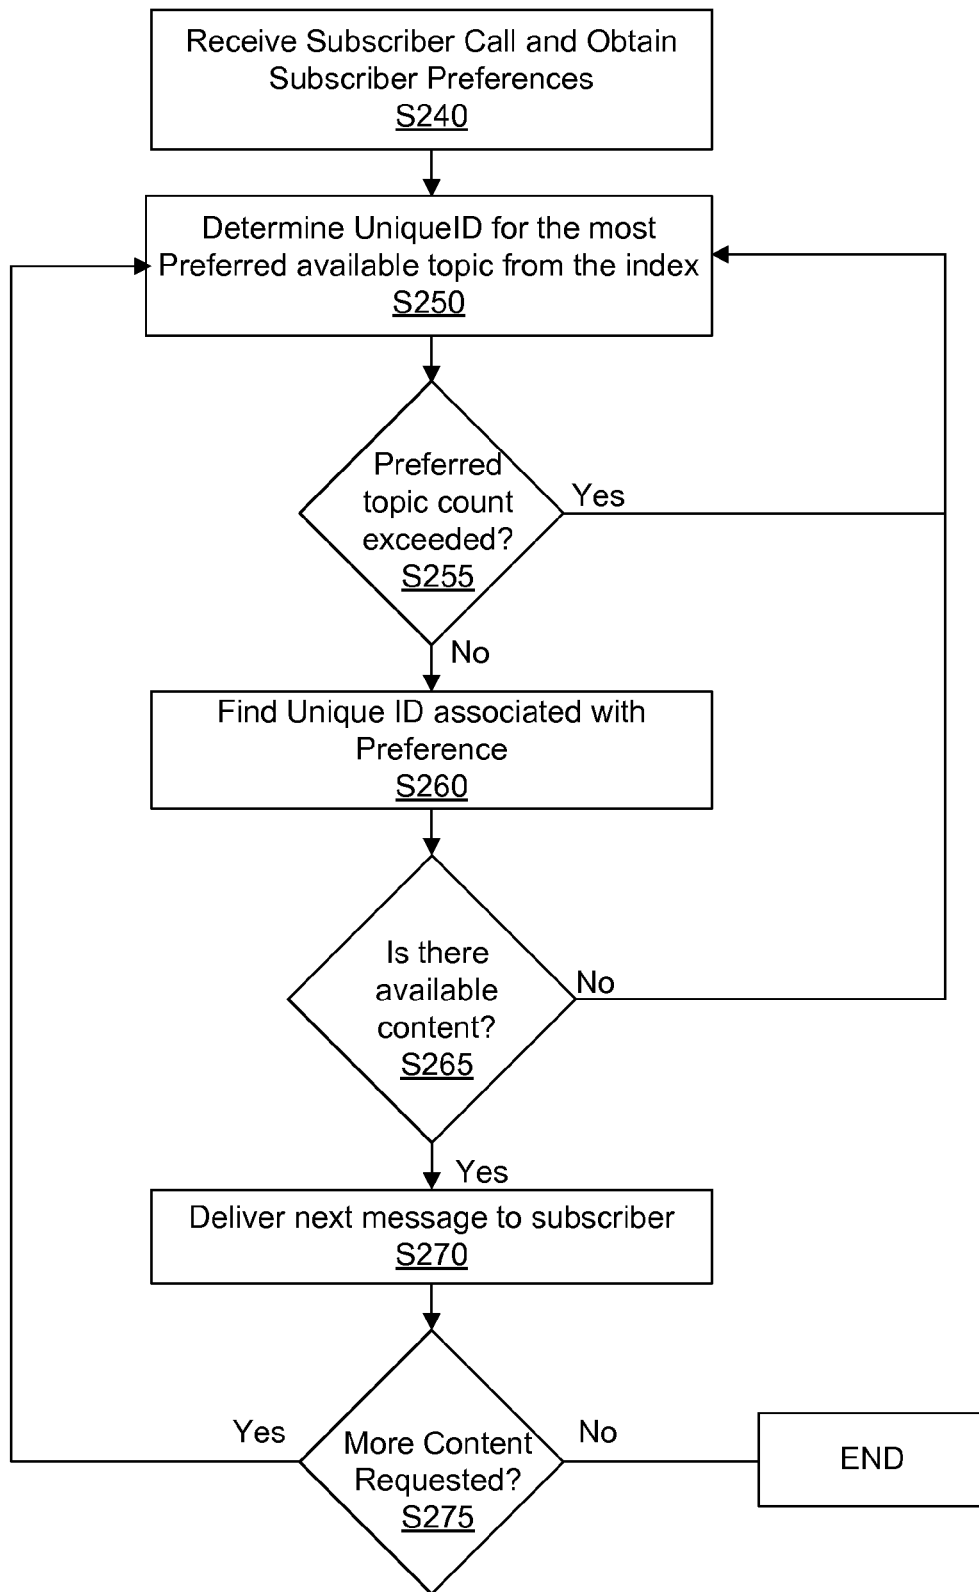 Receive Subscriber Call and Obtain
Subscriber Preferences
S240
Determine UniqueID for the most
Preferred available topic from the index
S250
Preferred
topic count
exceeded?
S255
Yes
No
Find Unique ID associated with
Preference
S260
Is there
available
content?
S265
No
Yes
Deliver next message to subscriber
S270
Yes
More Content
Requested?
S275
No
END